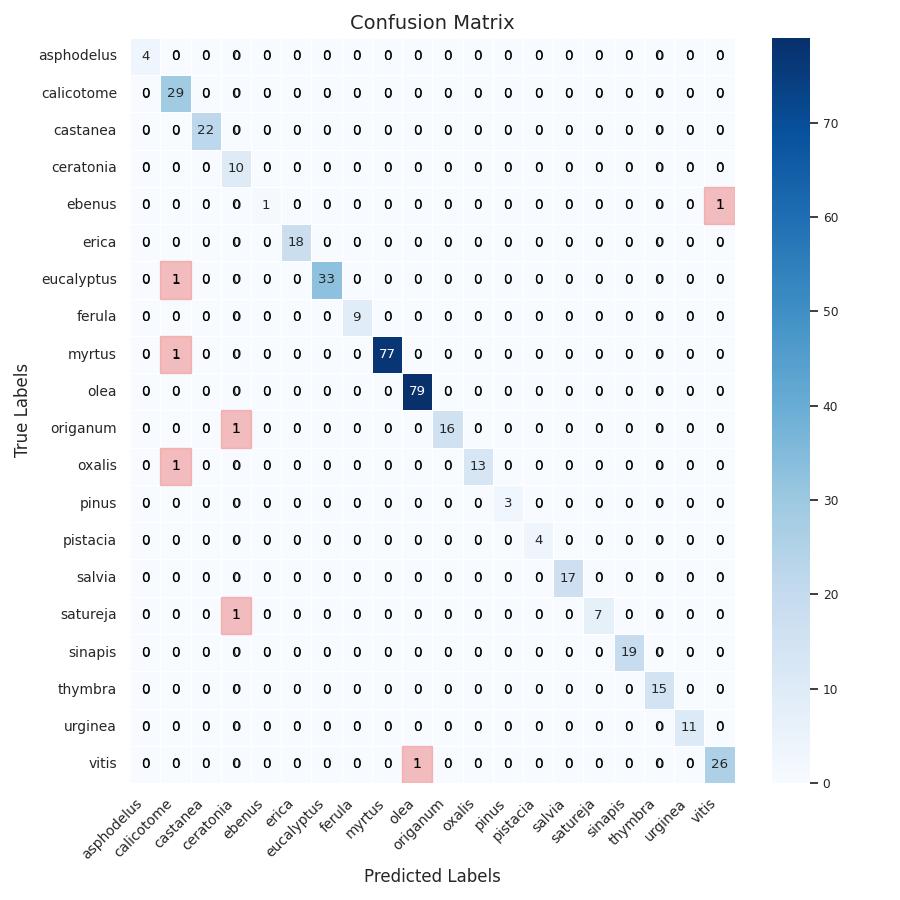 Confusion Matrix
True Labels
asphodelus 4 0 0 0 0 0 0 0 0 0 0 0 0 0 0 0 0 0 0 0
calicotome 0 29 0 0 0 0 0 0 0 0 0 0 0 0 0 0 0 0 0 0
castanea 0 0 22 0 0 0 0 0 0 0 0 0 0 0 0 0 0 0 0 0
ceratonia 0 0 0 10 0 0 0 0 0 0 0 0 0 0 0 0 0 0 0 0
ebenus 0 0 0 0 1 0 0 0 0 0 0 0 0 0 0 0 0 0 0 1
erica 0 0 0 0 0 18 0 0 0 0 0 0 0 0 0 0 0 0 0 0
eucalyptus 0 1 0 0 0 0 33 0 0 0 0 0 0 0 0 0 0 0 0 0
ferula 0 0 0 0 0 0 0 9 0 0 0 0 0 0 0 0 0 0 0 0
myrtus 0 1 0 0 0 0 0 0 77 0 0 0 0 0 0 0 0 0 0 0
olea 0 0 0 0 0 0 0 0 0 79 0 0 0 0 0 0 0 0 0 0
origanum 0 0 0 1 0 0 0 0 0 0 16 0 0 0 0 0 0 0 0 0
oxalis 0 1 0 0 0 0 0 0 0 0 0 13 0 0 0 0 0 0 0 0
pinus 0 0 0 0 0 0 0 0 0 0 0 0 3 0 0 0 0 0 0 0
pistacia 0 0 0 0 0 0 0 0 0 0 0 0 0 4 0 0 0 0 0 0
salvia 0 0 0 0 0 0 0 0 0 0 0 0 0 0 17 0 0 0 0 0
satureja 0 0 0 1 0 0 0 0 0 0 0 0 0 0 0 7 0 0 0 0
sinapis 0 0 0 0 0 0 0 0 0 0 0 0 0 0 0 0 19 0 0 0
thymbra 0 0 0 0 0 0 0 0 0 0 0 0 0 0 0 0 0 15 0 0
urginea 0 0 0 0 0 0 0 0 0 0 0 0 0 0 0 0 0 0 11 0
vitis 0 0 0 0 0 0 0 0 0 1 0 0 0 0 0 0 0 0 0 26
asphodelus calicotome castanea ceratonia ebenus erica eucalyptus ferula myrtus olea origanum oxalis pinus pistacia salvia satureja sinapis thymbra urginea vitis
Predicted Labels
70
60
50
40
30
20
10
0